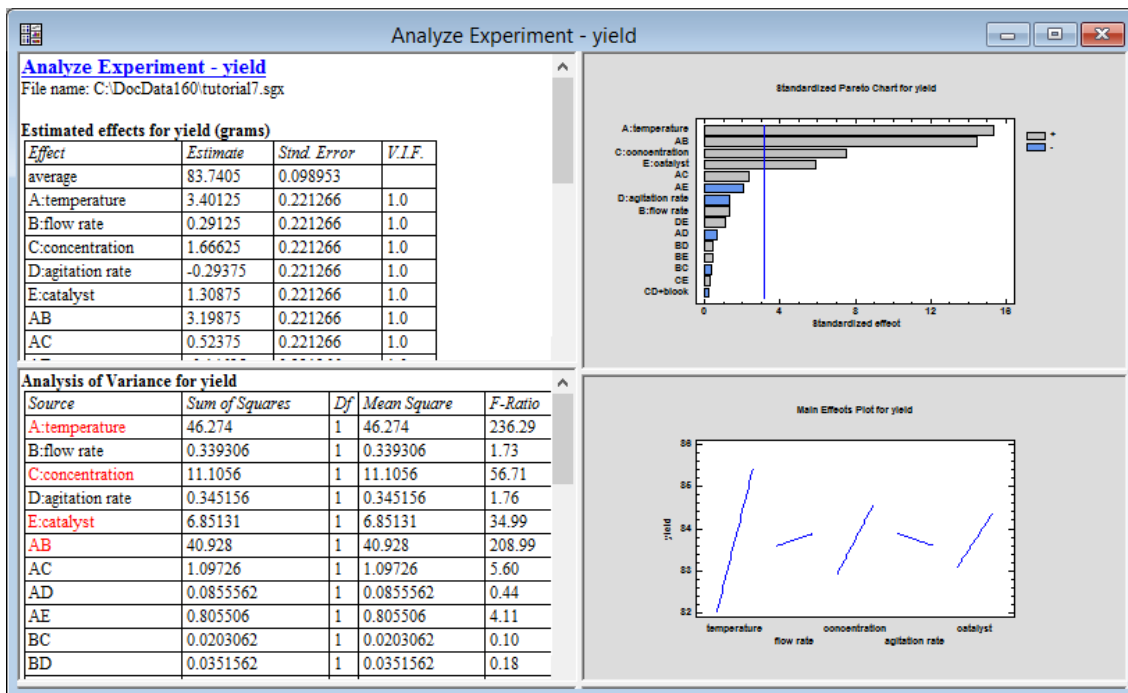 Analyze Experiment - yield
Analyze Experiment - yield
File name: C:\DocData160\tutorial7.sgx
Estimated effects for yield (grams)
Effect Estimate Stnd. Error V.I.F.
average 83.7405 0.098953
A:temperature 3.40125 0.221266 1.0
B:flow rate 0.29125 0.221266 1.0
C:concentration 1.66625 0.221266 1.0
D:agitation rate -0.29375 0.221266 1.0
E:catalyst 1.30875 0.221266 1.0
AB 3.19875 0.221266 1.0
AC 0.52375 0.221266 1.0
Standardized Pareto Chart for yield
A:temperature
AB
C:concentration
E:catalyst
AC
AE
D:agitation rate
B:flow rate
DE
AD
BD
BE
BC
CE
CD+block
+
-
0 4 8 12 16
Standardized effect
Analysis of Variance for yield
Source Sum of Squares Df Mean Square F-Ratio
A:temperature 46.274 1 46.274 236.29
B:flow rate 0.339306 1 0.339306 1.73
C:concentration 11.1056 1 11.1056 56.71
D:agitation rate 0.345156 1 0.345156 1.76
E:catalyst 6.85131 1 6.85131 34.99
AB 40.928 1 40.928 208.99
AC 1.09726 1 1.09726 5.60
AD 0.0855562 1 0.0855562 0.44
AE 0.805506 1 0.805506 4.11
BC 0.0203062 1 0.0203062 0.10
BD 0.0351562 1 0.0351562 0.18
Main Effects Plot for yield
86
85
84
83
82
yield
temperature concentration catalyst
flow rate agitation rate